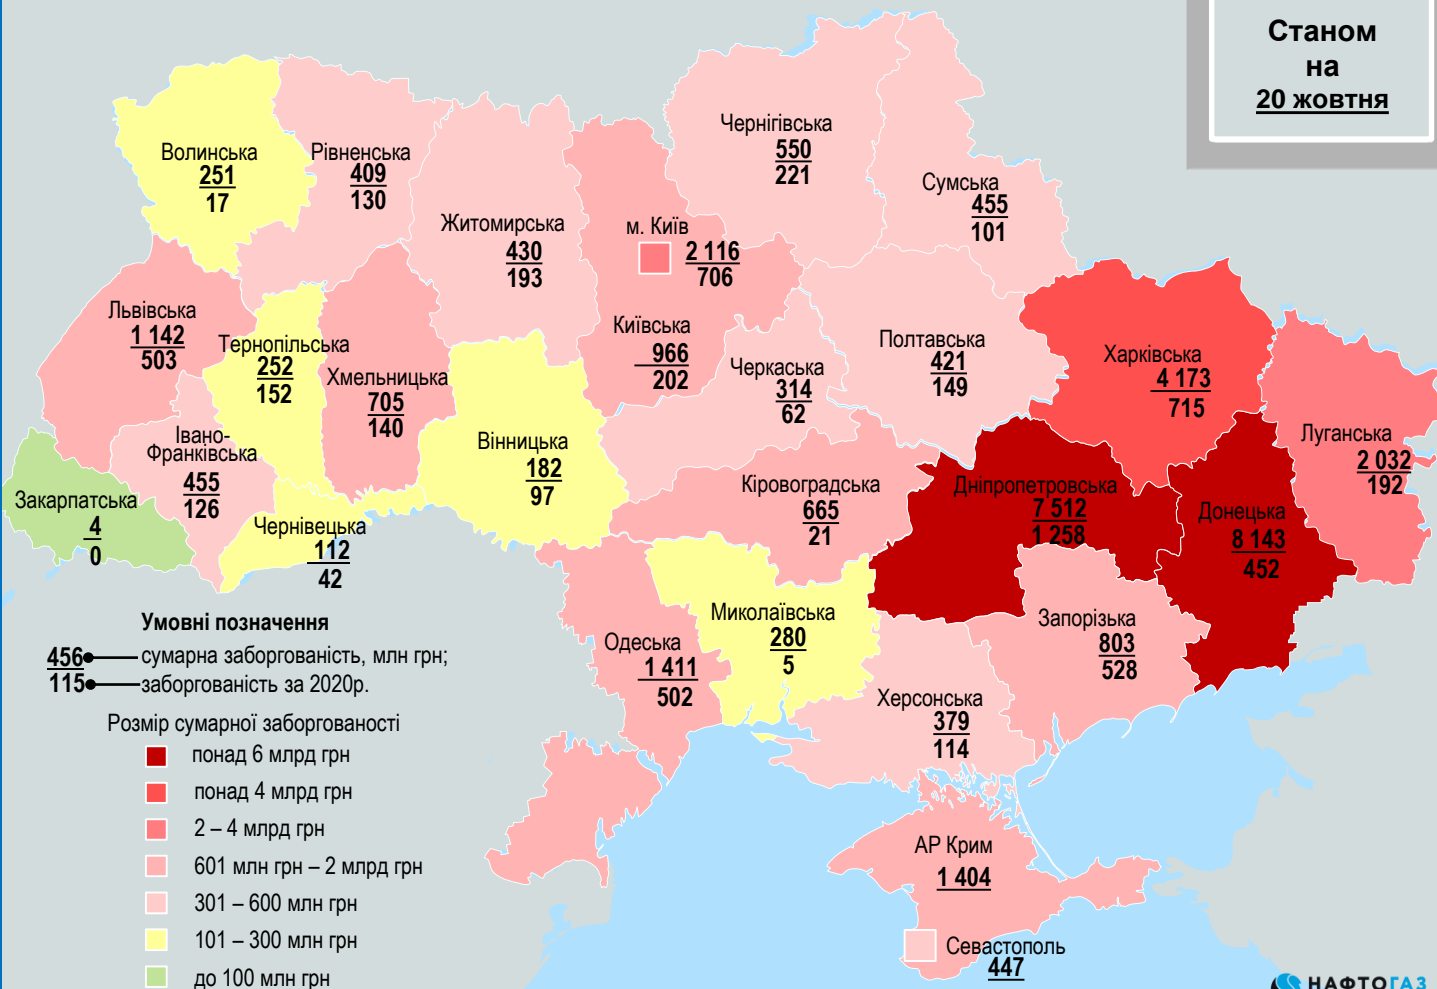 Станом
на
20 жовтня
Волинська
251
17
Рівненська
409
130
Житомирська
430
193
м. Київ
2 116
706
Чернігівська
550
221
Сумська
455
101
Львівська
1 142
503
Тернопільська
252
152
Хмельницька
705
140
Київська
966
202
Черкаська
314
62
Полтавська
421
149
Харківська
4 173
715
Луганська
2 032
192
Івано-
Франківська
455
126
Вінницька
182
97
Закарпатська
4
0
Чернівецька
112
42
Кіровоградська
665
21
Дніпропетровська
7 512
1 258
Донецька
8 143
452
Одеська
1 411
502
Миколаївська
280
5
Запорізька
803
528
Херсонська
379
114
АР Крим
1 404
Севастополь
447
Умовні позначення
456 сумарна заборгованість, млн грн;
115 заборгованість за 2020р.
Розмір сумарної заборгованості
понад 6 млрд грн
понад 4 млрд грн
2 – 4 млрд грн
601 млн грн – 2 млрд грн
301 – 600 млн грн
101 – 300 млн грн
до 100 млн грн
НАФТОГАЗ